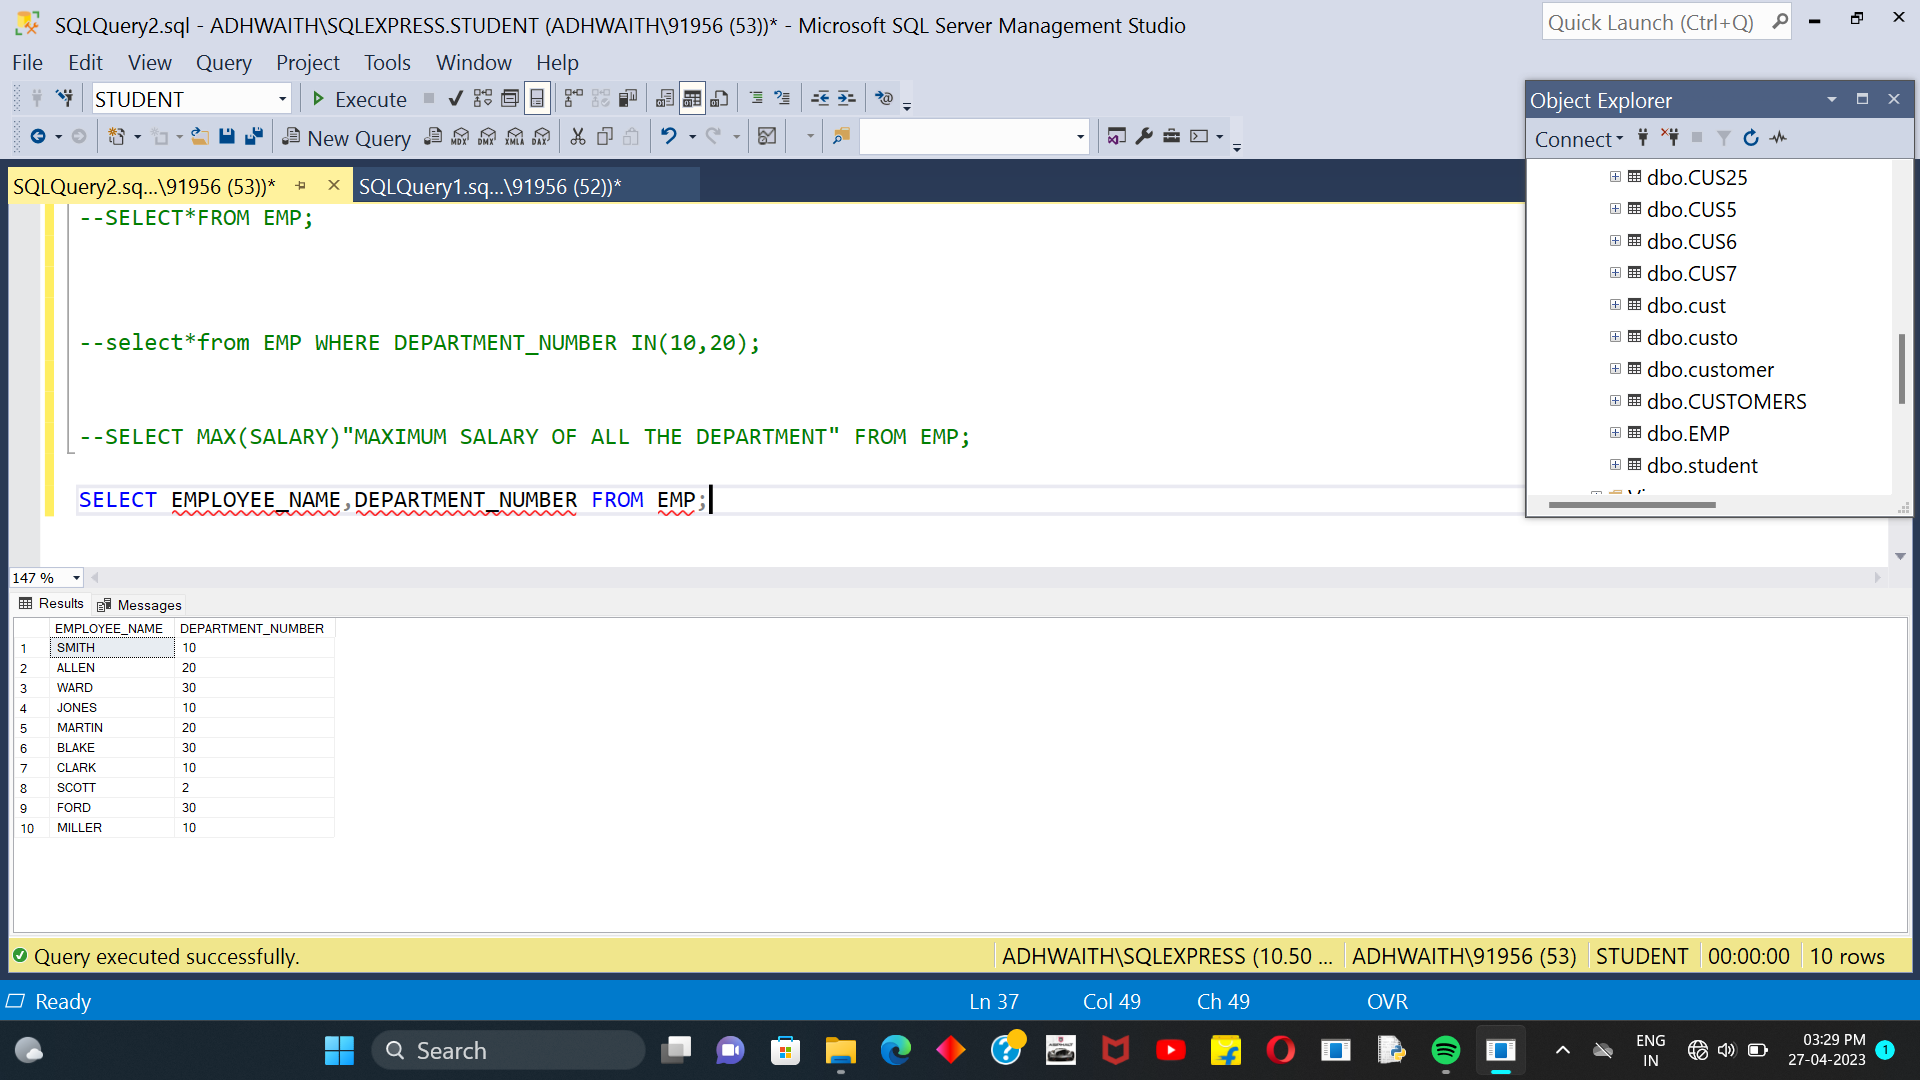 SQLQuery2.sql - ADHWAITH\SQLEXPRESS.STUDENT (ADHWAITH\91956 (53))* - Microsoft SQL Server Management Studio
Quick Launch (Ctrl+Q)
File Edit View Query Project Tools Window Help
STUDENT Execute
New Query MDX DMX XMLA DAX
Object Explorer
Connect
dbo.CUS25
dbo.CUS5
dbo.CUS6
dbo.CUS7
dbo.cust
dbo.custo
dbo.customer
dbo.CUSTOMERS
dbo.EMP
dbo.student
SQLQuery2.sq...\91956 (53))* SQLQuery1.sq...\91956 (52))*
--SELECT*FROM EMP;
--select*from EMP WHERE DEPARTMENT_NUMBER IN(10,20);
--SELECT MAX(SALARY)"MAXIMUM SALARY OF ALL THE DEPARTMENT" FROM EMP;
SELECT EMPLOYEE_NAME,DEPARTMENT_NUMBER FROM EMP;
147 %
Results Messages
EMPLOYEE_NAME DEPARTMENT_NUMBER
1 SMITH 10
2 ALLEN 20
3 WARD 30
4 JONES 10
5 MARTIN 20
6 BLAKE 30
7 CLARK 10
8 SCOTT 2
9 FORD 30
10 MILLER 10
Query executed successfully. ADHWAITH\SQLEXPRESS (10.50 ... ADHWAITH\91956 (53) STUDENT 00:00:00 10 rows
Ready Ln 37 Col 49 Ch 49 OVR
Search
ENG
IN
03:29 PM
27-04-2023
1